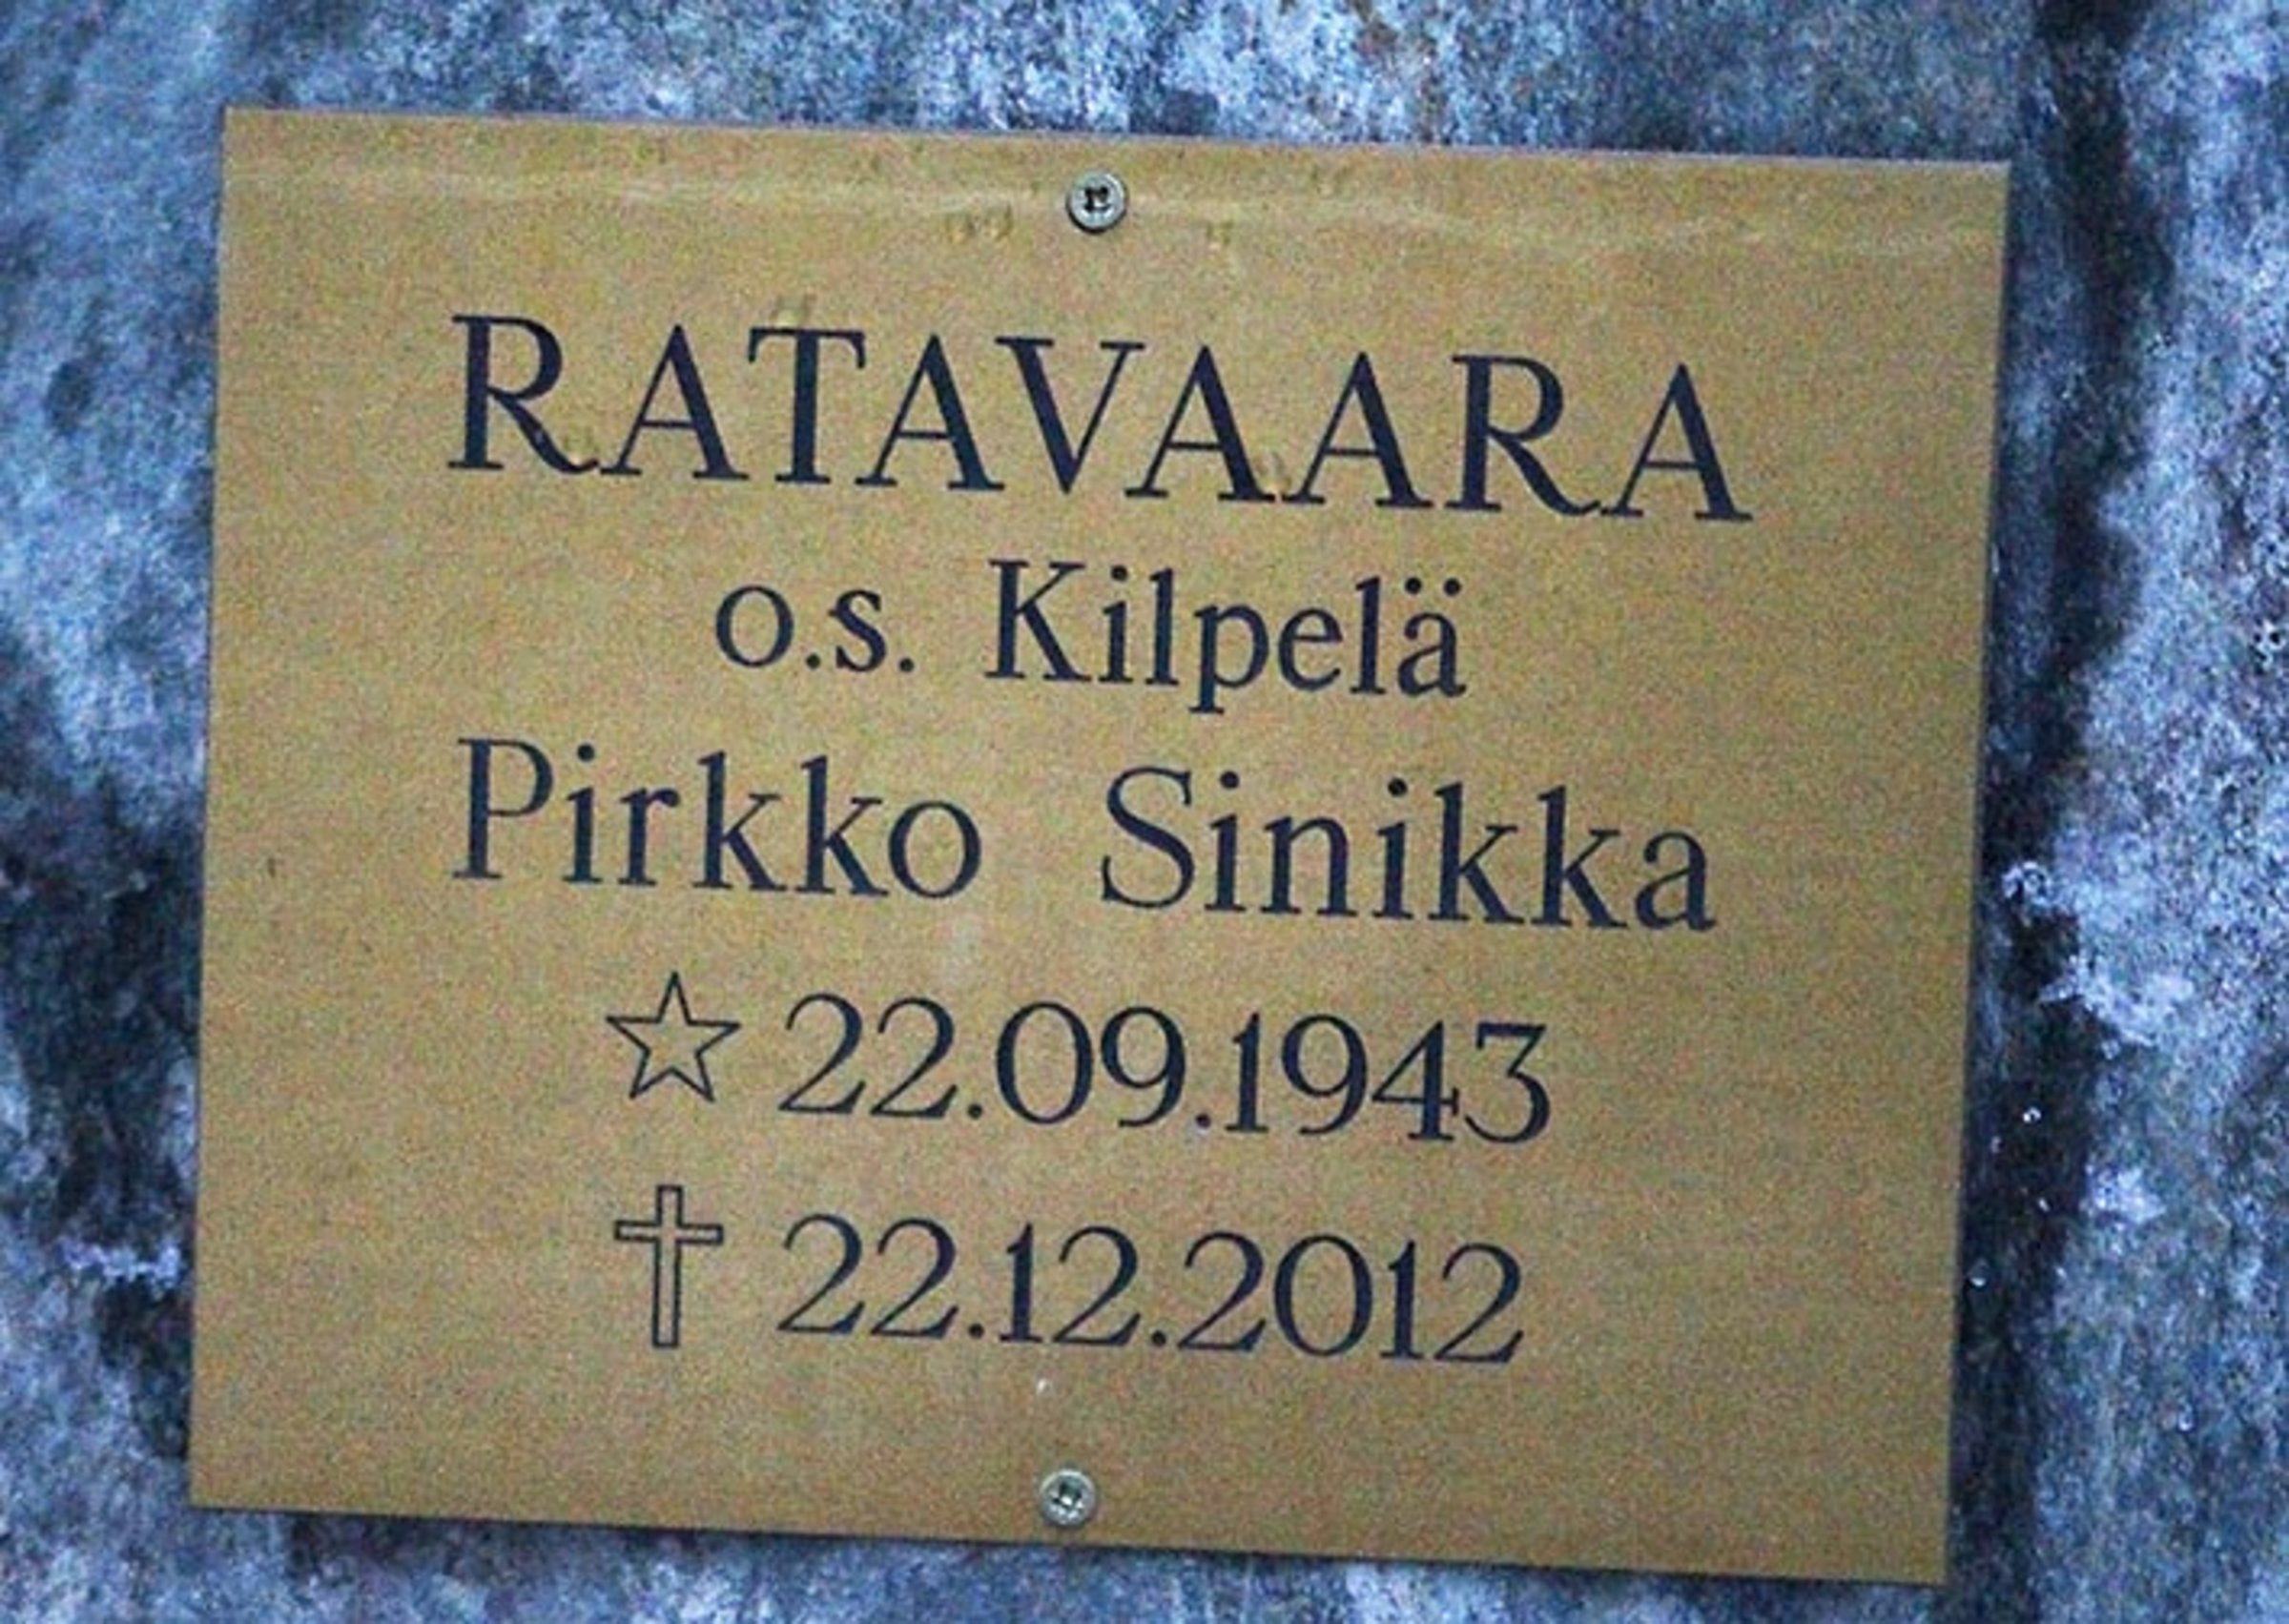 RATAVAARA
o.s. Kilpelä
Pirkko Sinikka
☆ 22.09.1943
✝ 22.12.2012